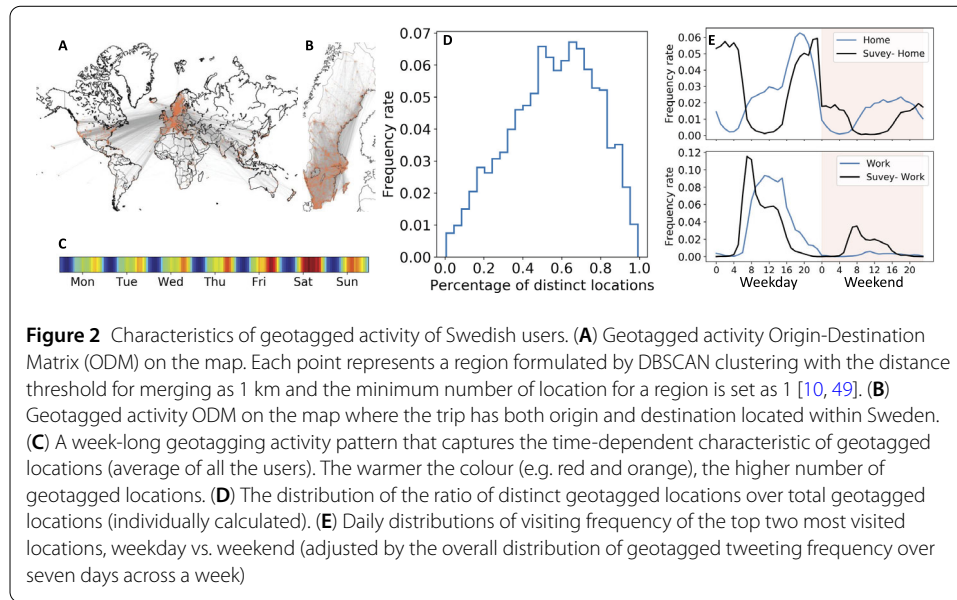 A
B
C
Mon Tue Wed Thu Fri Sat Sun
D
0.07
0.06
0.05
0.04
0.03
0.02
0.01
0.00
Frequency rate
0.0 0.2 0.4 0.6 0.8 1.0
Percentage of distinct locations
E
0.06
0.05
0.04
0.03
0.02
0.01
0.00
Frequency rate
Home
Suvey- Home
0.12
0.10
0.08
0.06
0.04
0.02
0.00
Frequency rate
Work
Suvey- Work
0 4 8 12 16 20 0 4 8 12 16 20
Weekday Weekend
Figure 2 Characteristics of geotagged activity of Swedish users. (A) Geotagged activity Origin-Destination
Matrix (ODM) on the map. Each point represents a region formulated by DBSCAN clustering with the distance
threshold for merging as 1 km and the minimum number of location for a region is set as 1 [10, 49]. (B)
Geotagged activity ODM on the map where the trip has both origin and destination located within Sweden.
(C) A week-long geotagging activity pattern that captures the time-dependent characteristic of geotagged
locations (average of all the users). The warmer the colour (e.g. red and orange), the higher number of
geotagged locations. (D) The distribution of the ratio of distinct geotagged locations over total geotagged
locations (individually calculated). (E) Daily distributions of visiting frequency of the top two most visited
locations, weekday vs. weekend (adjusted by the overall distribution of geotagged tweeting frequency over
seven days across a week)